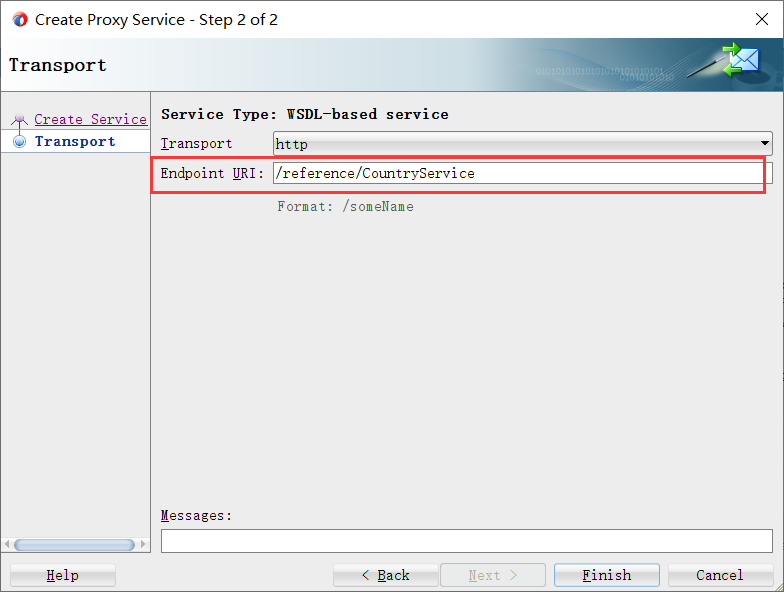 Create Proxy Service - Step 2 of 2
Transport
Create Service
Transport
Service Type: WSDL-based service
Transport http
Endpoint URI: /reference/CountryService
Format: /someName
Messages:
Help < Back Next > Finish Cancel